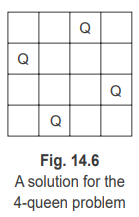 Q
Q
Q
Q
Fig. 14.6
A solution for the
4-queen problem